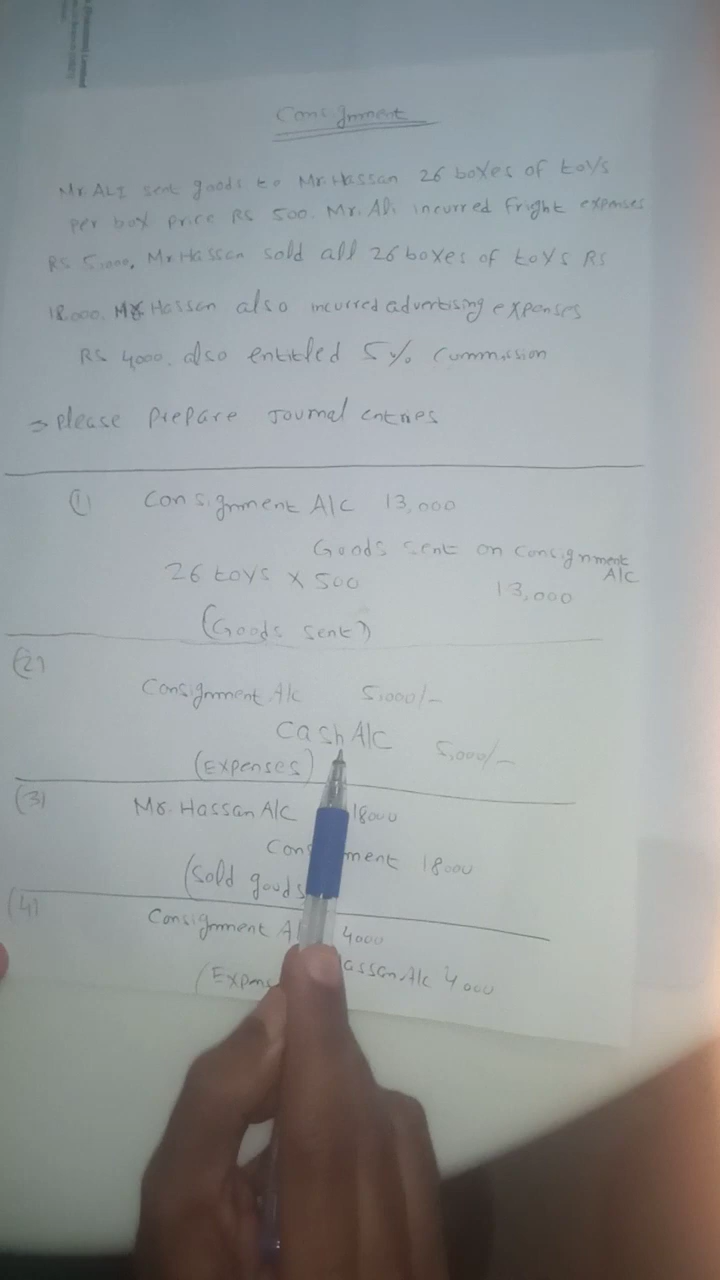 Consignment
Mr. ALI sent goods to Mr. Hassan 26 boxes of toys
per box price RS 500. Mr. Ali incurred fright expenses
RS 5,000, Mr Hassan sold all 26 boxes of toys RS
18,000. Mr Hassan also incurred advertising expenses
RS 4000. also entitled 5% Commission
→ please prepare Journal entries
(1) Consignment A/C 13,000
Goods sent on consignment A/C
26 toys × 500 13,000
(Goods sent)
(2)
Consignment A/c 5,000/-
Cash A/C 5,000/-
(Expenses)
(3) Mr. Hassan A/C 18000
Con ment 18000
(Sold goods
(4) Consignment A 4000
assan A/c 4000
(Expens